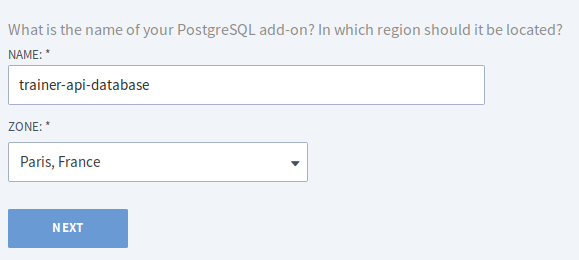 What is the name of your PostgreSQL add-on? In which region should it be located?
NAME: *
trainer-api-database
ZONE: *
Paris, France
NEXT